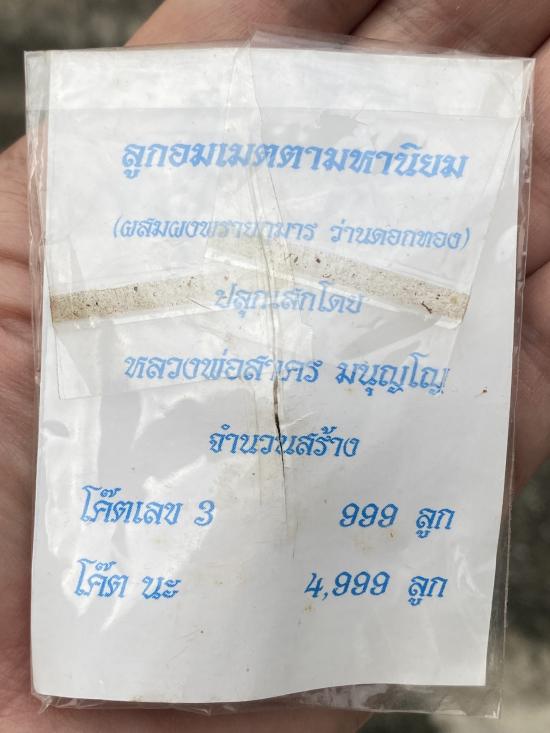 ลูกอมเมตตามหานิยม
(ผสมผงพรายกุมาร ว่านดอกทอง)
ปลุกเสกโดย
หลวงพ่อสาคร มนุญฺโญ
จำนวนสร้าง
โค๊ตเลข 3 999 ลูก
โค๊ต นะ 4,999 ลูก